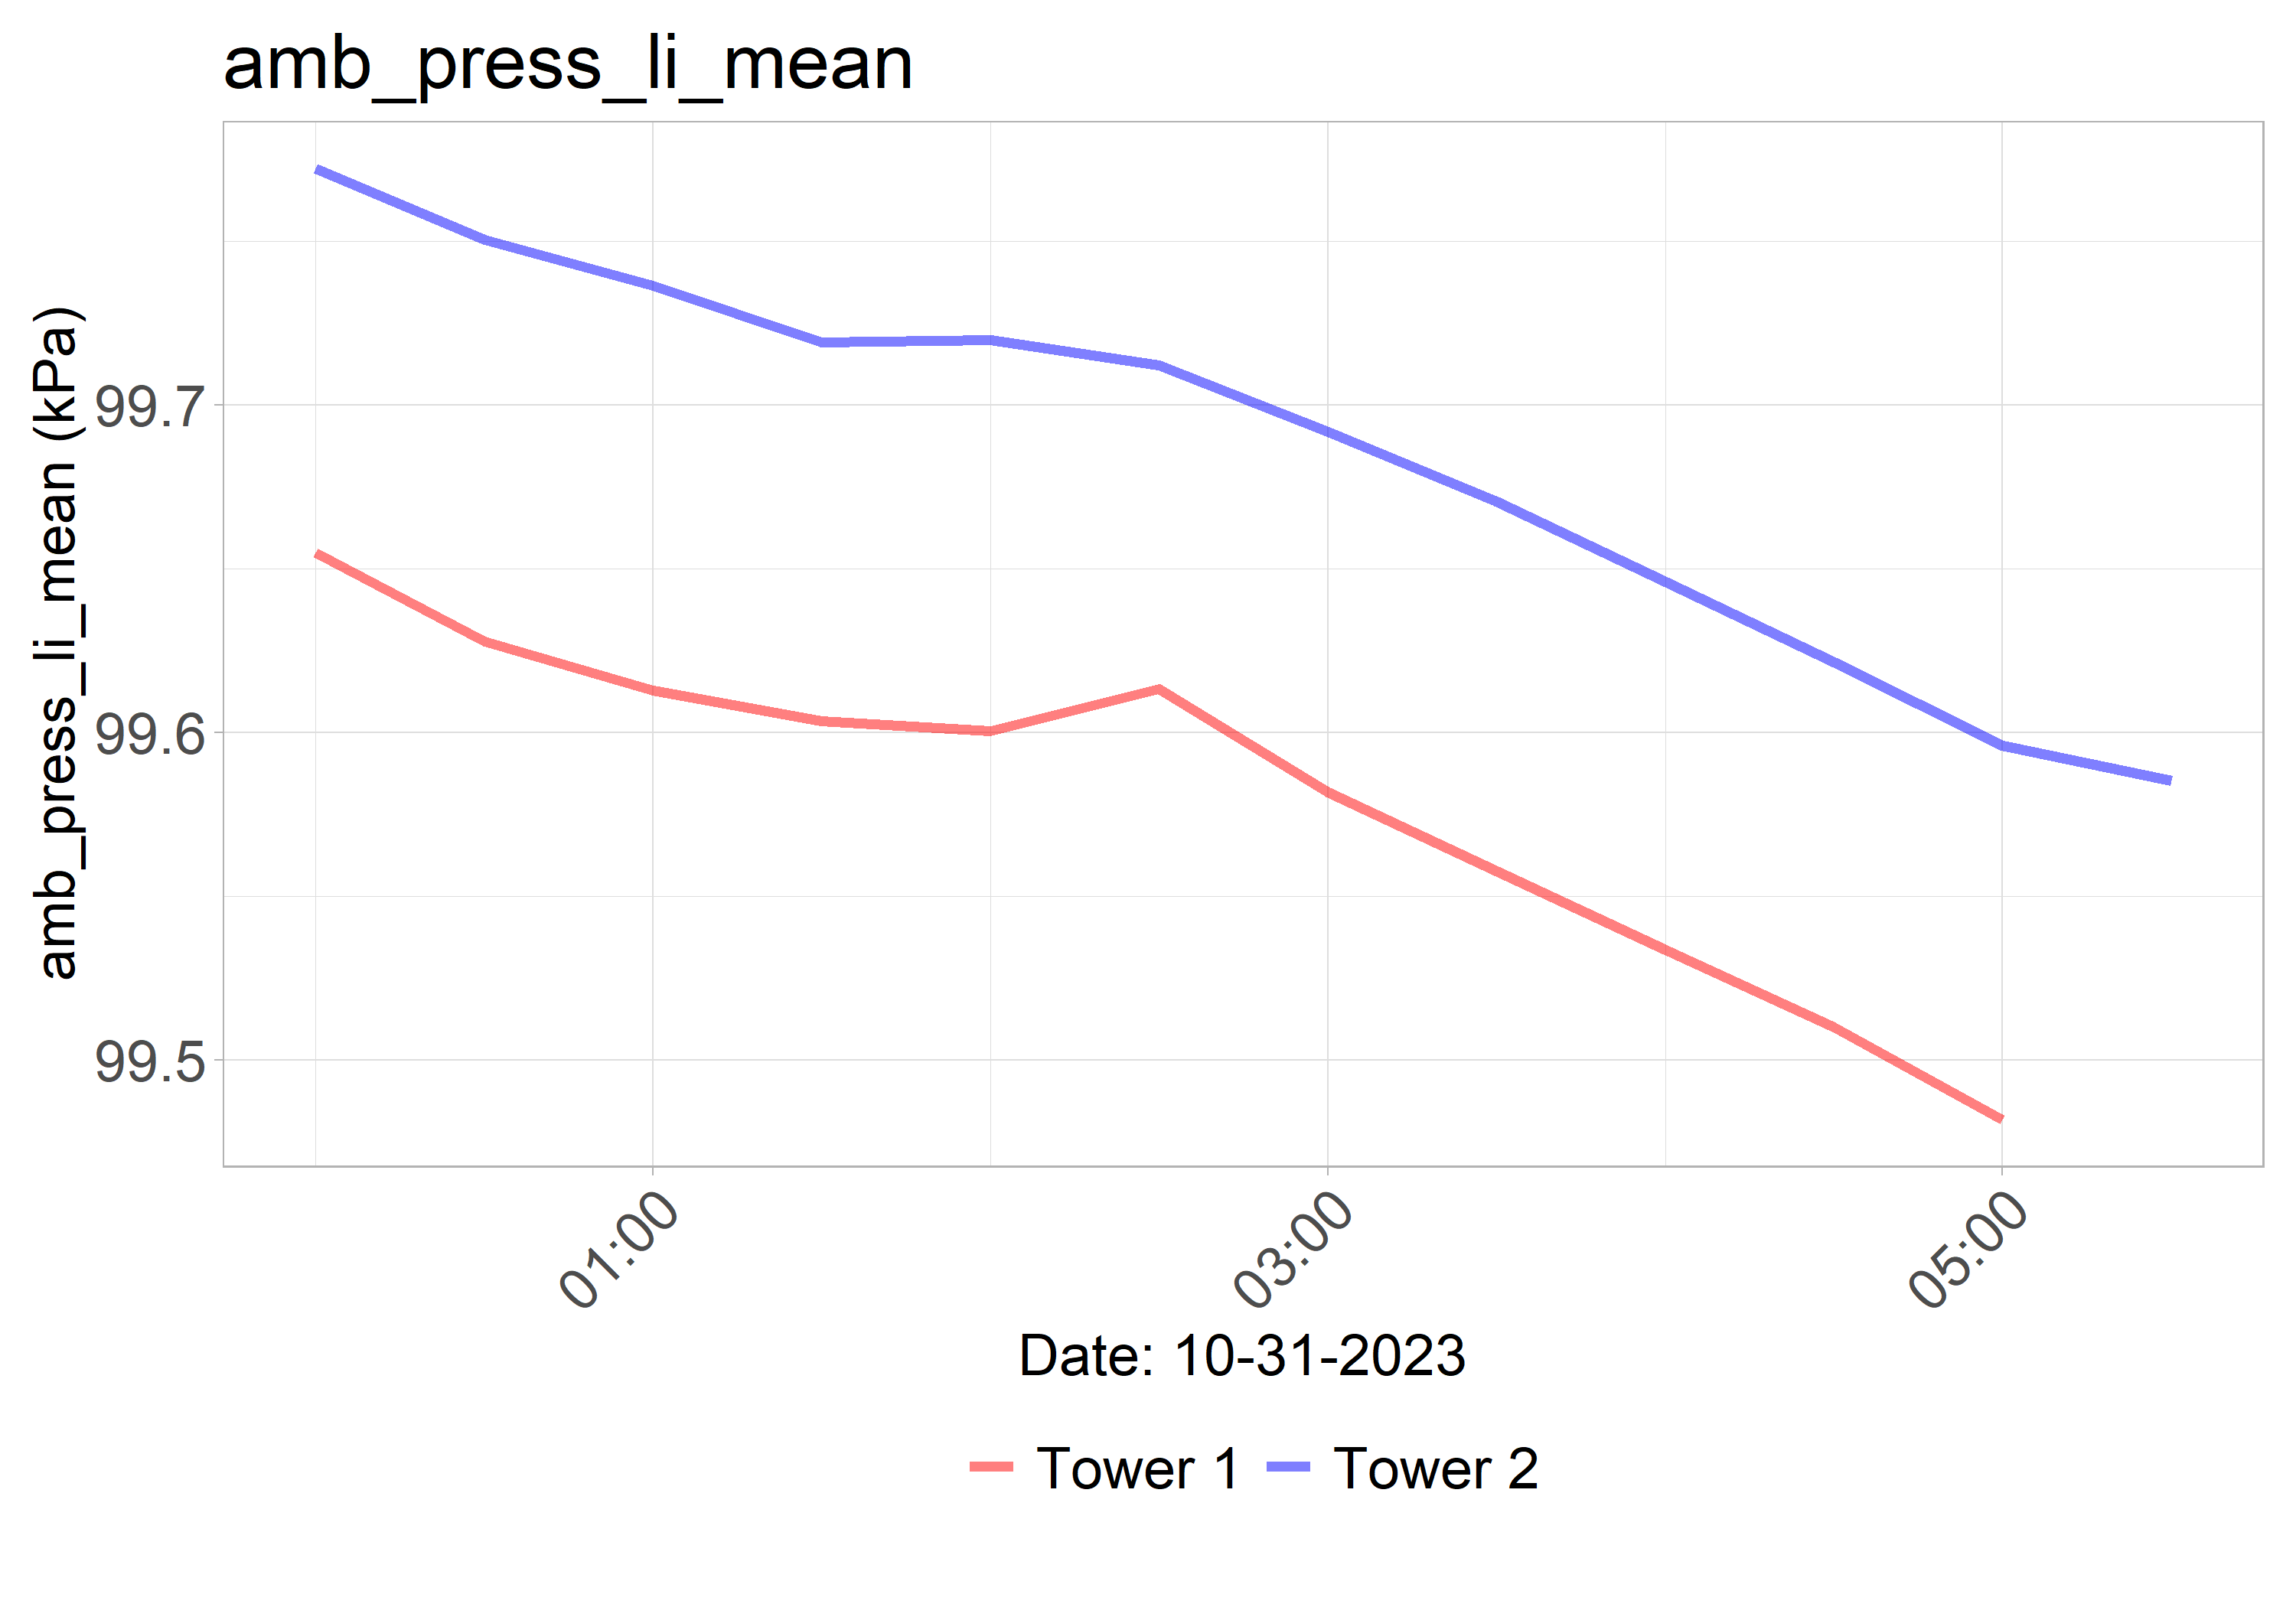 amb_press_li_mean
amb_press_li_mean (kPa)
99.7
99.6
99.5
01:00
03:00
05:00
Date: 10-31-2023
Tower 1
Tower 2